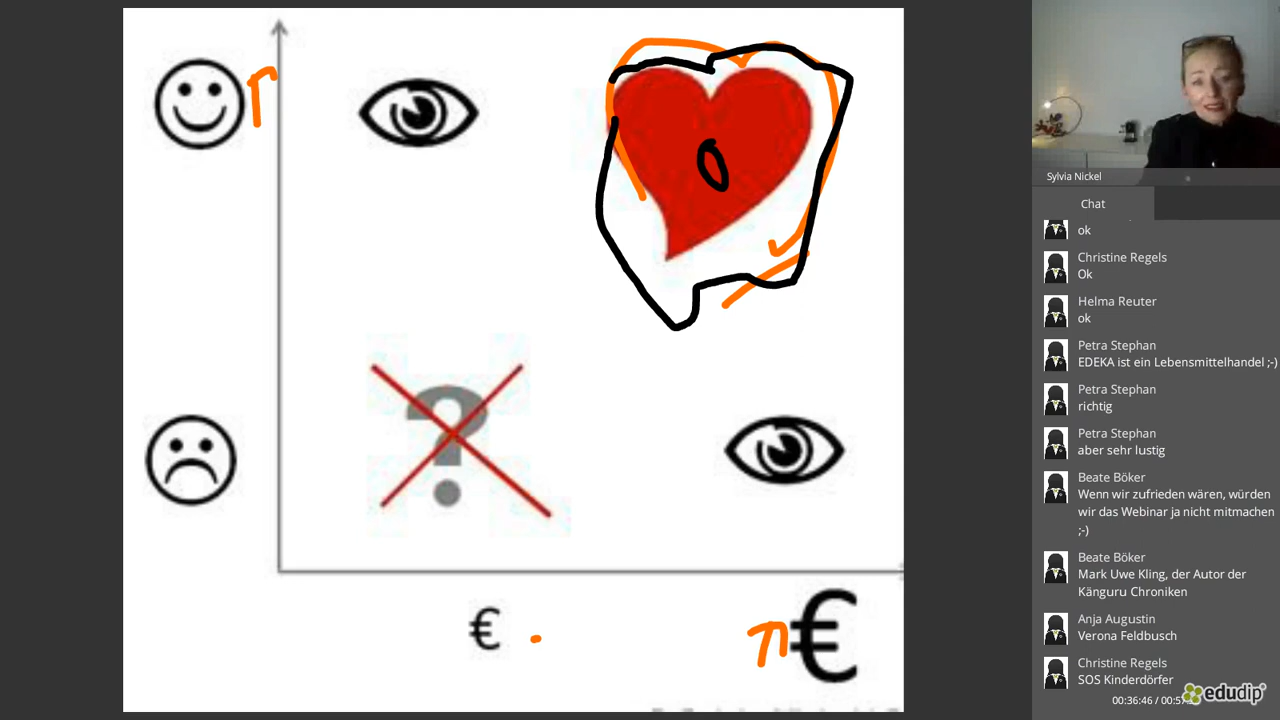 €
€
?
Sylvia Nickel
Chat
ok
Christine Regels
Ok
Helma Reuter
ok
Petra Stephan
EDEKA ist ein Lebensmittelhandel ;-)
Petra Stephan
richtig
Petra Stephan
aber sehr lustig
Beate Böker
Wenn wir zufrieden wären, würden
wir das Webinar ja nicht mitmachen
;-)
Beate Böker
Mark Uwe Kling, der Autor der
Känguru Chroniken
Anja Augustin
Verona Feldbusch
Christine Regels
SOS Kinderdörfer
00:36:46 / 00:5
edudip